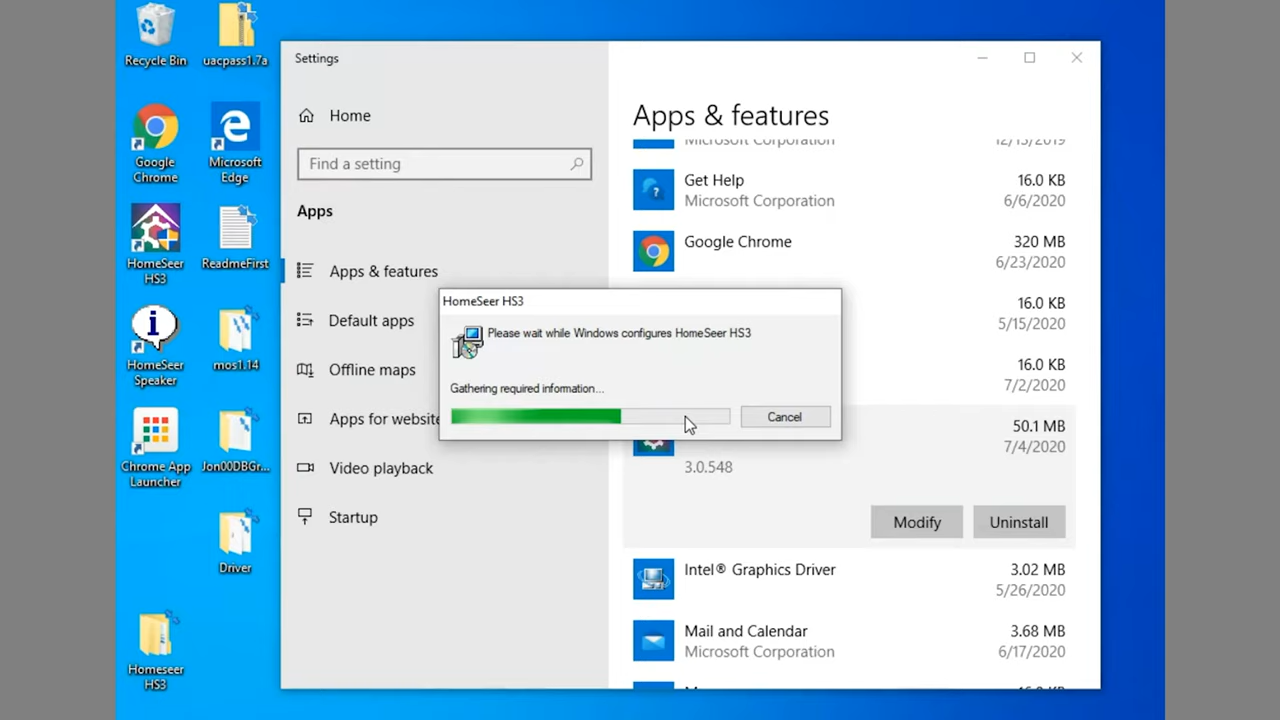 Recycle Bin
uacpass1.7a
Google
Chrome
Microsoft
Edge
HomeSeer
HS3
ReadmeFirst
HomeSeer
Speaker
mos1.14
Chrome App
Launcher
Jon00DBGr...
Driver
Homeseer
HS3
Settings
Home
Find a setting
Apps
Apps & features
Default apps
Offline maps
Apps for website
Video playback
Startup
Apps & features
Microsoft Corporation 12/13/2019
Get Help 16.0 KB
Microsoft Corporation 6/6/2020
Google Chrome 320 MB
6/23/2020
16.0 KB
5/15/2020
16.0 KB
7/2/2020
50.1 MB
7/4/2020
3.0.548
Modify Uninstall
Intel® Graphics Driver 3.02 MB
5/26/2020
Mail and Calendar 3.68 MB
Microsoft Corporation 6/17/2020
HomeSeer HS3
Please wait while Windows configures HomeSeer HS3
Gathering required information...
Cancel